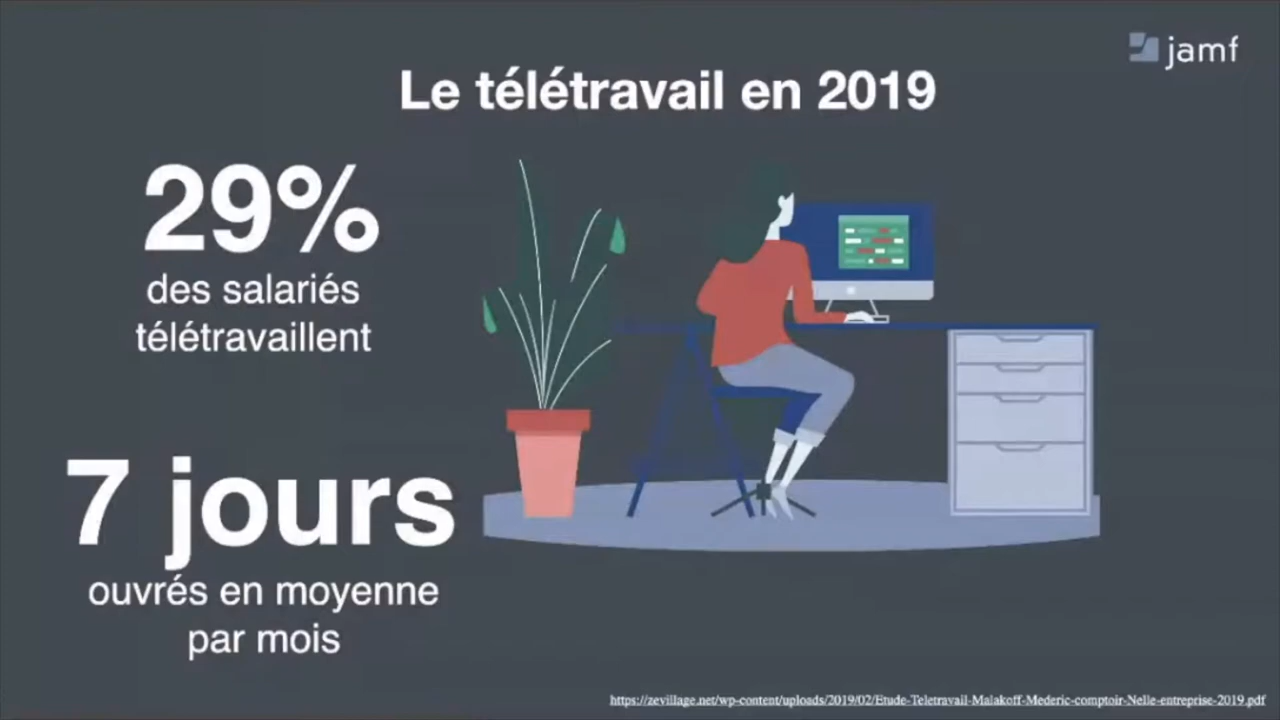 jamf
Le télétravail en 2019
29%
des salariés
télétravaillent
7 jours
ouvrés en moyenne
par mois
https://zevillage.net/wp-content/uploads/2019/02/Etude-Teletravail-Malakoff-Mederic-comptoir-Nelle-entreprise-2019.pdf